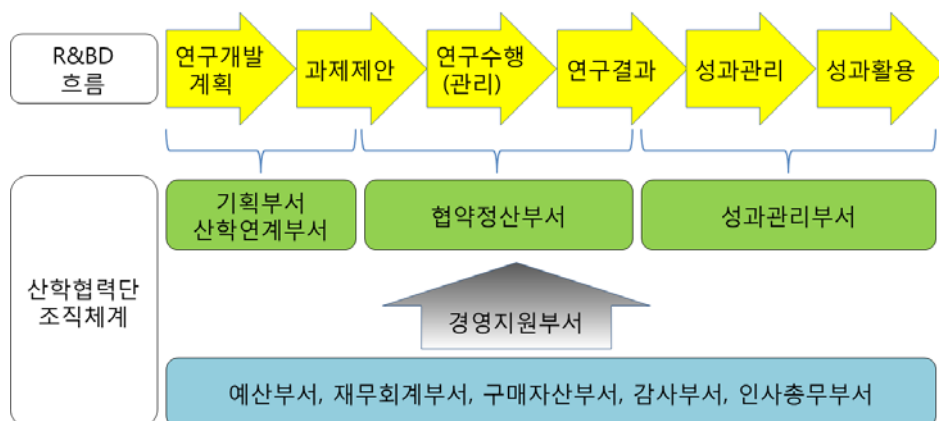 R&BD
흐름
연구개발
계획
과제제안
연구수행
(관리)
연구결과
성과관리
성과활용
산학협력단
조직체계
기획부서
산학연계부서
협약정산부서
성과관리부서
경영지원부서
예산부서, 재무회계부서, 구매자산부서, 감사부서, 인사총무부서